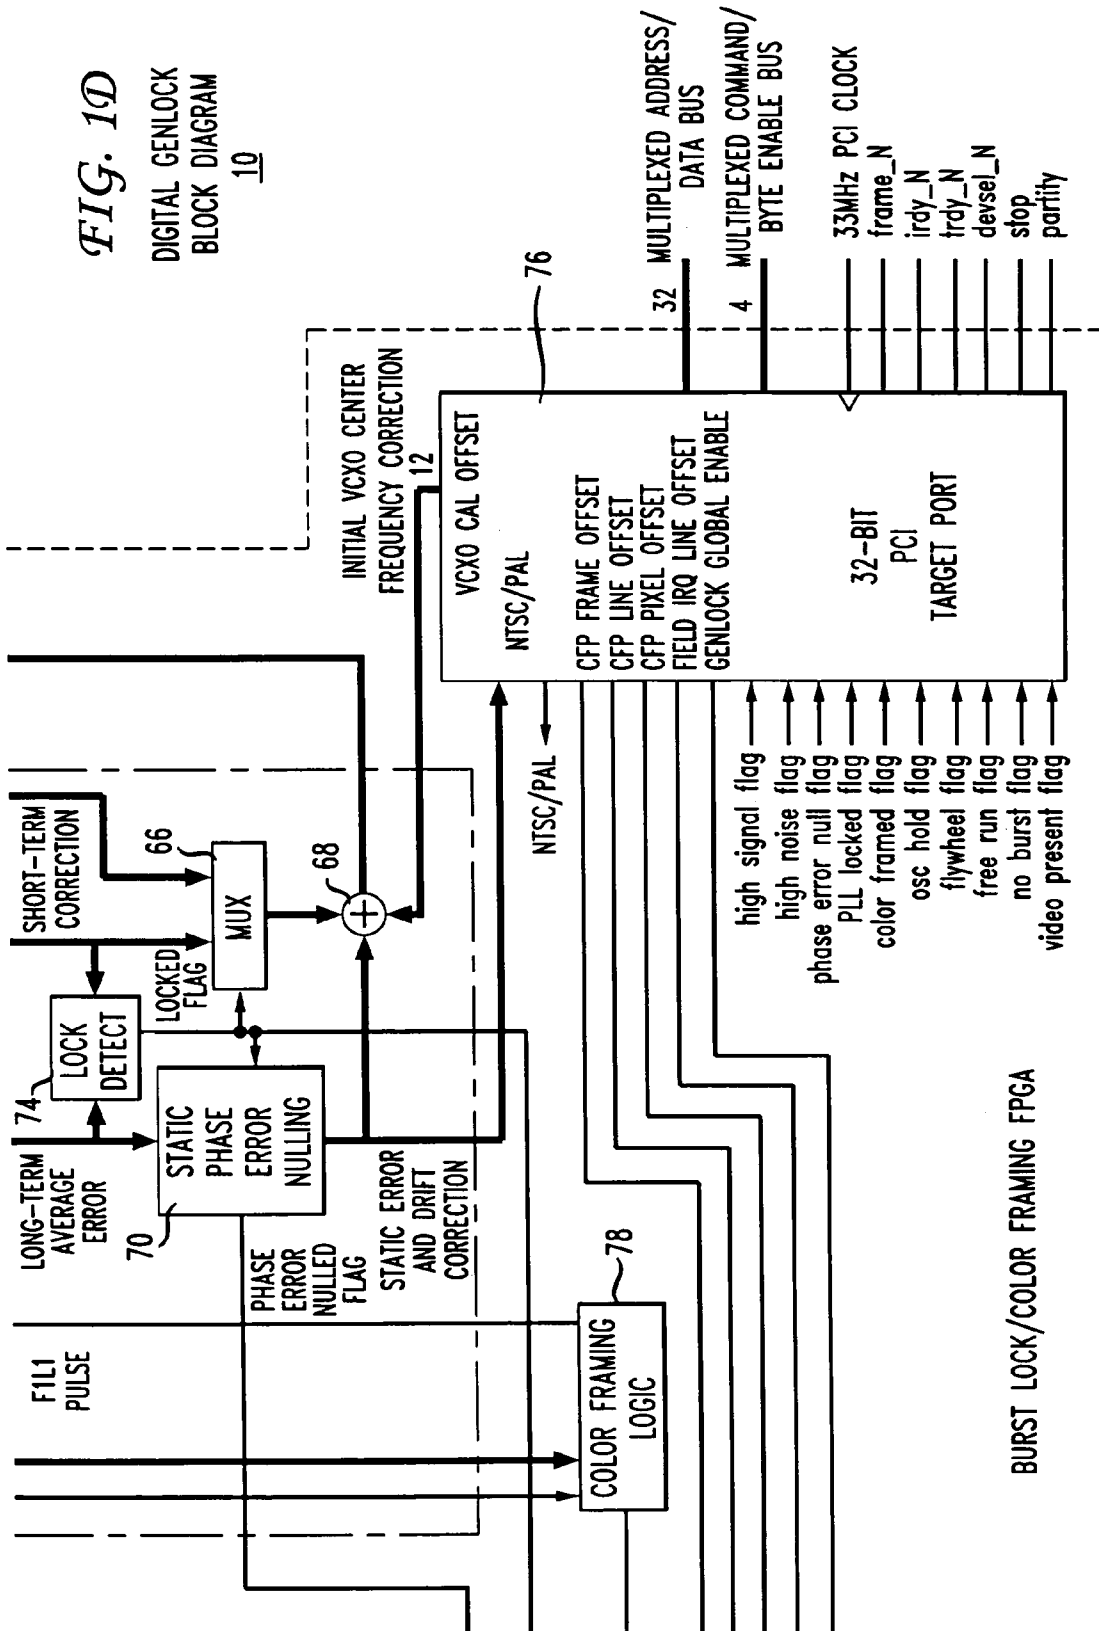 FIG. 1D
DIGITAL GENLOCK
BLOCK DIAGRAM
10
F1L1
PULSE
LONG-TERM
AVERAGE
ERROR
74
LOCK
DETECT
SHORT-TERM
CORRECTION
LOCKED
FLAG
66
MUX
70
STATIC
PHASE
ERROR
NULLING
68
+
PHASE
ERROR
NULLED
FLAG
STATIC ERROR
AND DRIFT
CORRECTION
INITIAL VCXO CENTER
FREQUENCY CORRECTION
12
76
78
COLOR FRAMING
LOGIC
VCXO CAL OFFSET
NTSC/PAL
NTSC/PAL
CFP FRAME OFFSET
CFP LINE OFFSET
CFP PIXEL OFFSET
FIELD IRQ LINE OFFSET
GENLOCK GLOBAL ENABLE
32-BIT
PCI
TARGET PORT
high signal flag
high noise flag
phase error null flag
PLL locked flag
color framed flag
osc hold flag
flywheel flag
free run flag
no burst flag
video present flag
32
MULTIPLEXED ADDRESS/
DATA BUS
4
MULTIPLEXED COMMAND/
BYTE ENABLE BUS
33MHz PCI CLOCK
frame_N
irdy_N
trdy_N
devsel_N
stop
partity
BURST LOCK/COLOR FRAMING FPGA